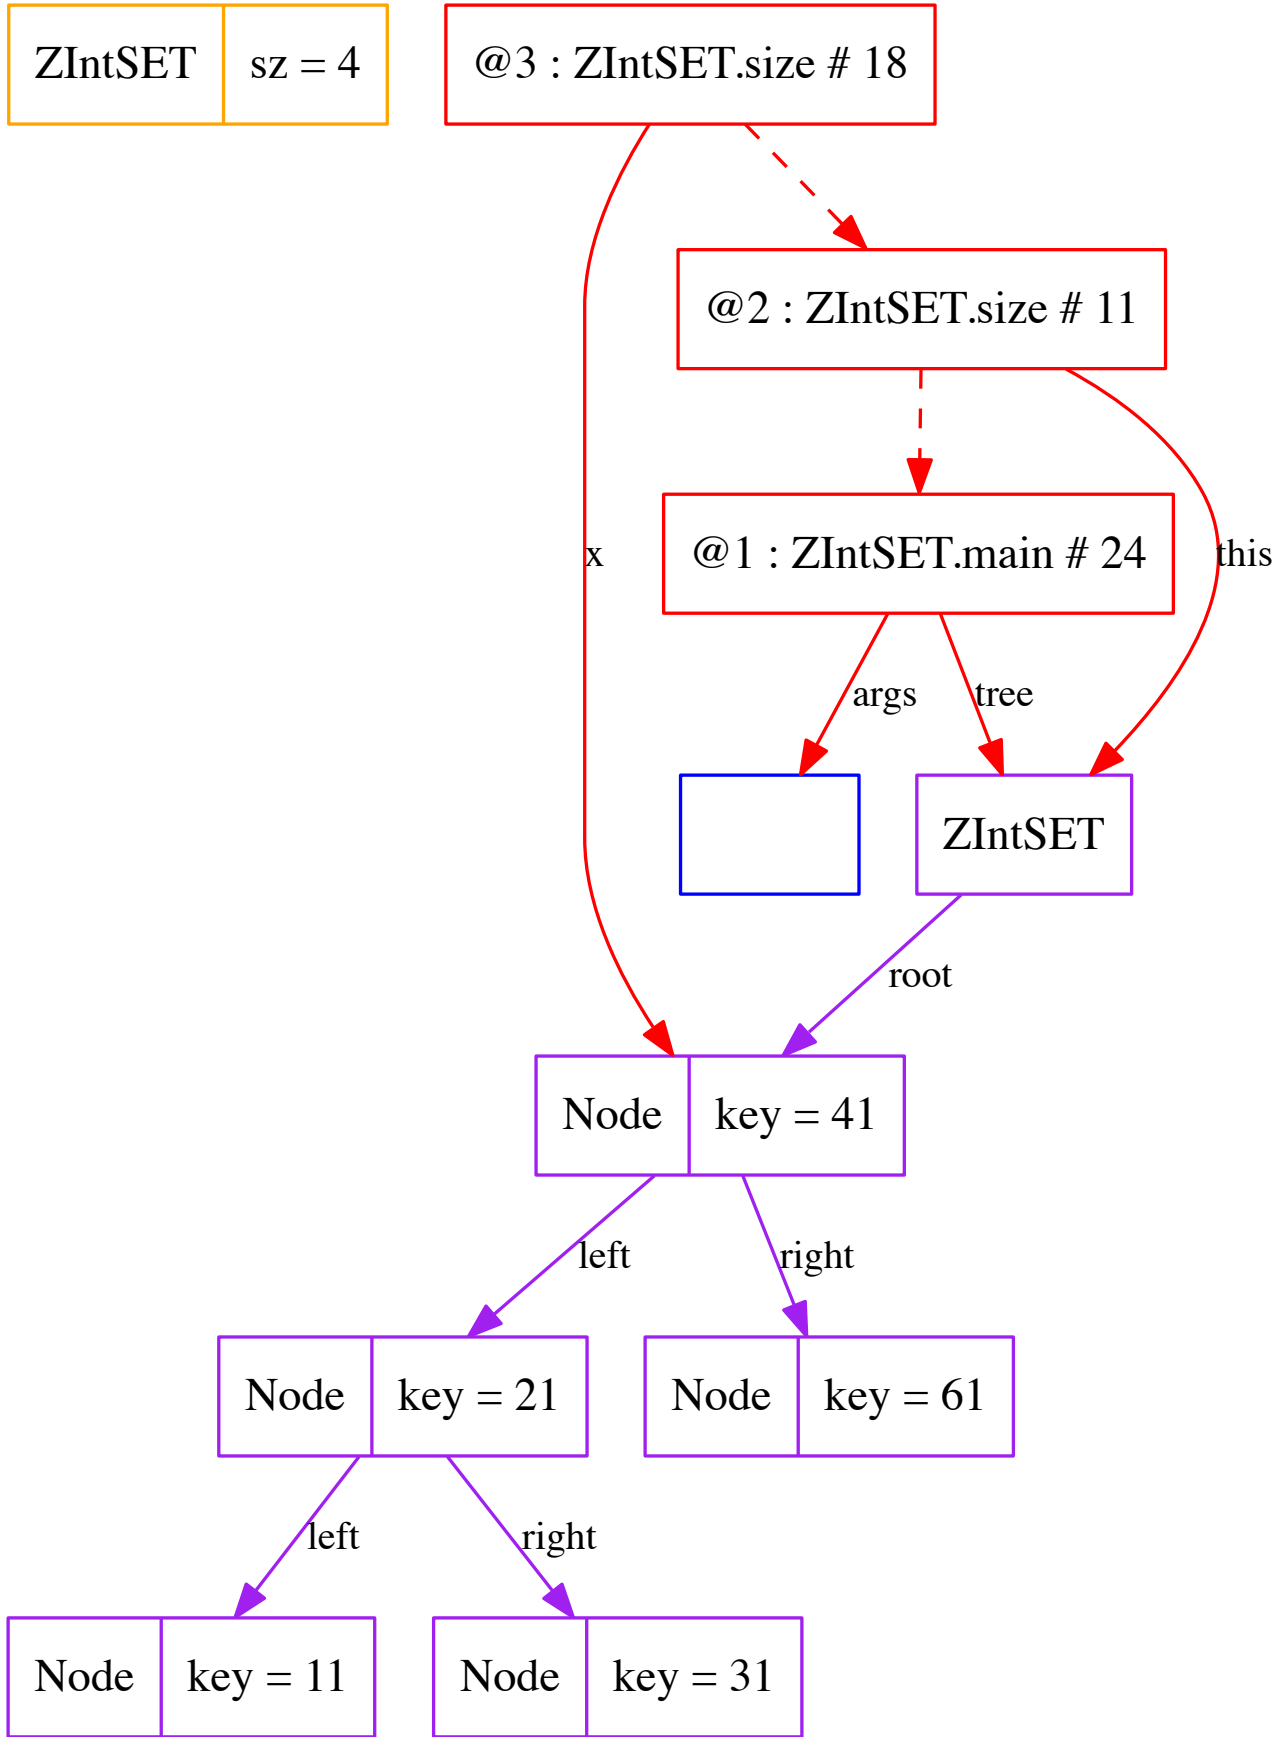 ZIntSET sz = 4
@3 : ZIntSET.size # 18
@2 : ZIntSET.size # 11
@1 : ZIntSET.main # 24
x
this
args
tree
ZIntSET
root
Node key = 41
left
right
Node key = 21
Node key = 61
left
right
Node key = 11
Node key = 31